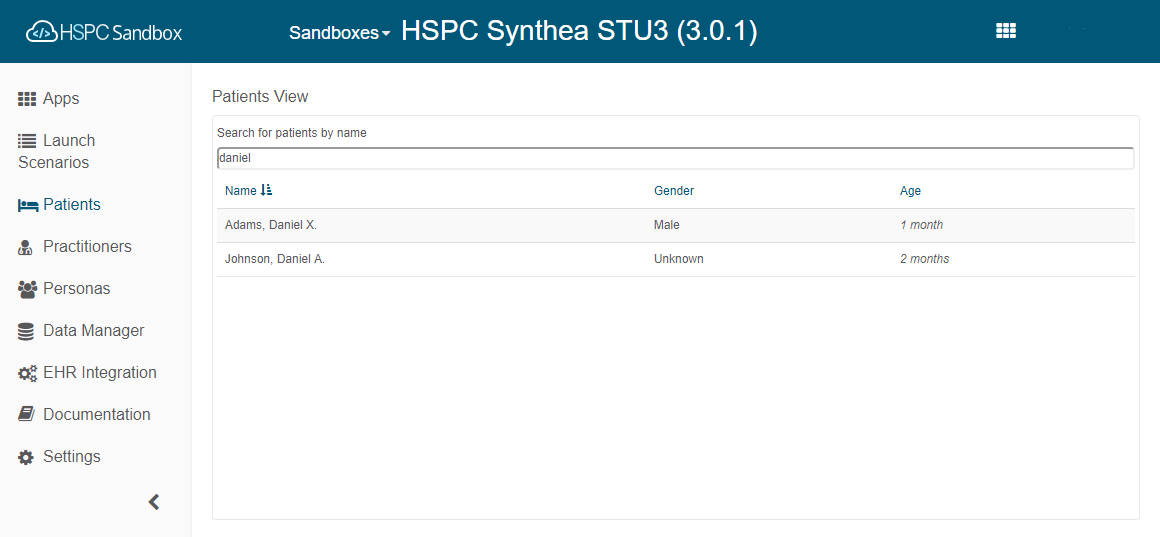 HSPC Sandbox
Sandboxes HSPC Synthea STU3 (3.0.1)
Apps
Launch
Scenarios
Patients
Practitioners
Personas
Data Manager
EHR Integration
Documentation
Settings
Patients View
Search for patients by name
daniel
Name Gender Age
Adams, Daniel X. Male 1 month
Johnson, Daniel A. Unknown 2 months